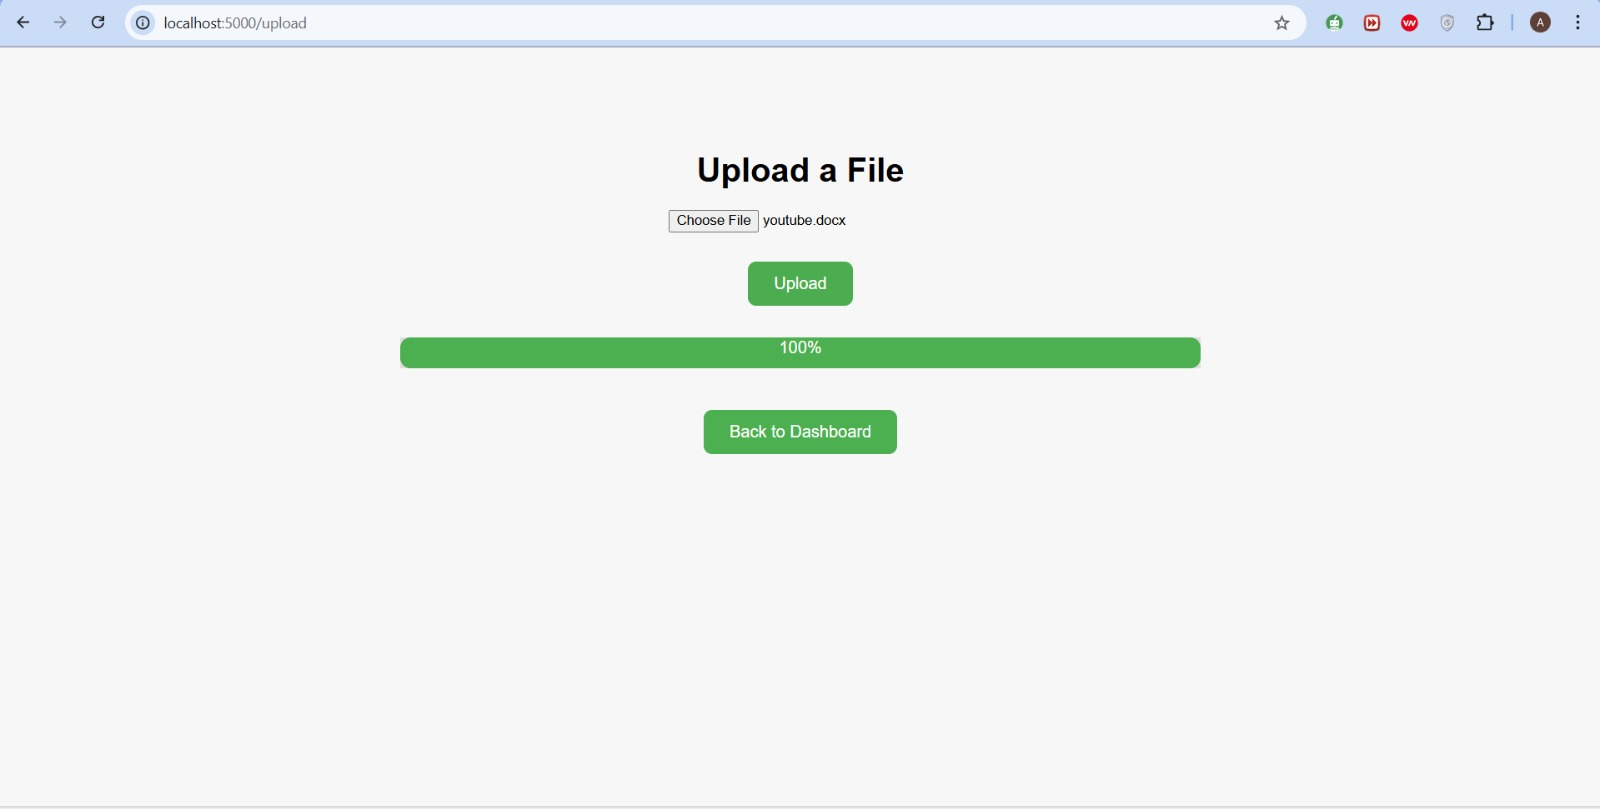 localhost:5000/upload
A
Upload a File
Choose File youtube.docx
Upload
100%
Back to Dashboard